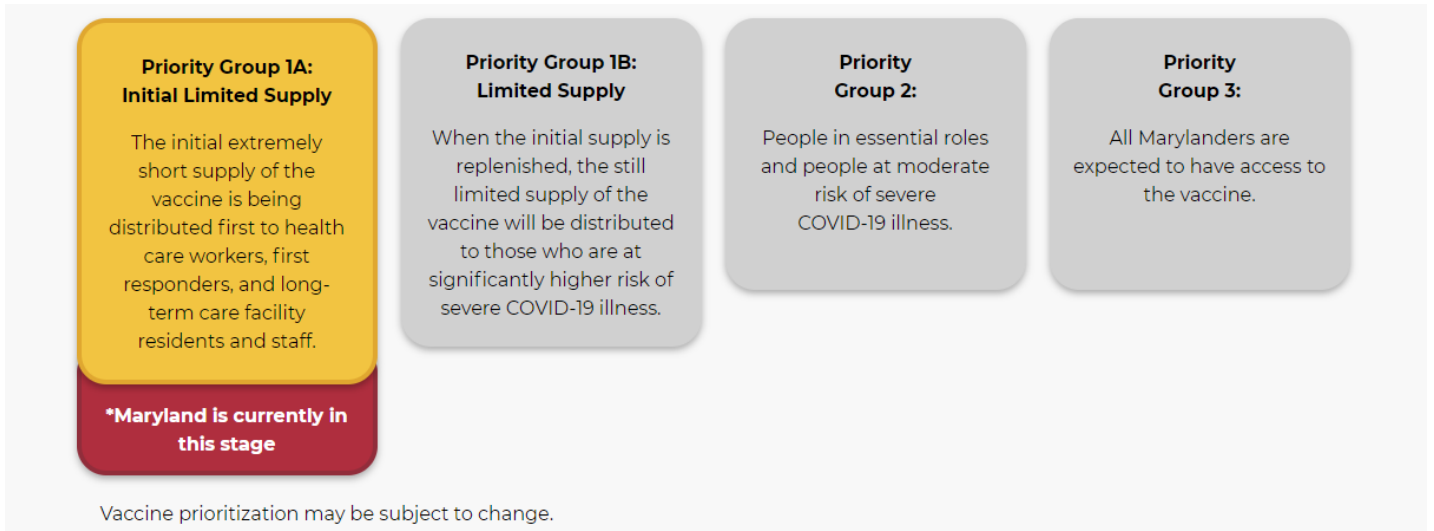 Priority Group 1A:
Initial Limited Supply
The initial extremely
short supply of the
vaccine is being
distributed first to health
care workers, first
responders, and long-
term care facility
residents and staff.
*Maryland is currently in
this stage
Priority Group 1B:
Limited Supply
When the initial supply is
replenished, the still
limited supply of the
vaccine will be distributed
to those who are at
significantly higher risk of
severe COVID-19 illness.
Priority
Group 2:
People in essential roles
and people at moderate
risk of severe
COVID-19 illness.
Priority
Group 3:
All Marylanders are
expected to have access to
the vaccine.
Vaccine prioritization may be subject to change.